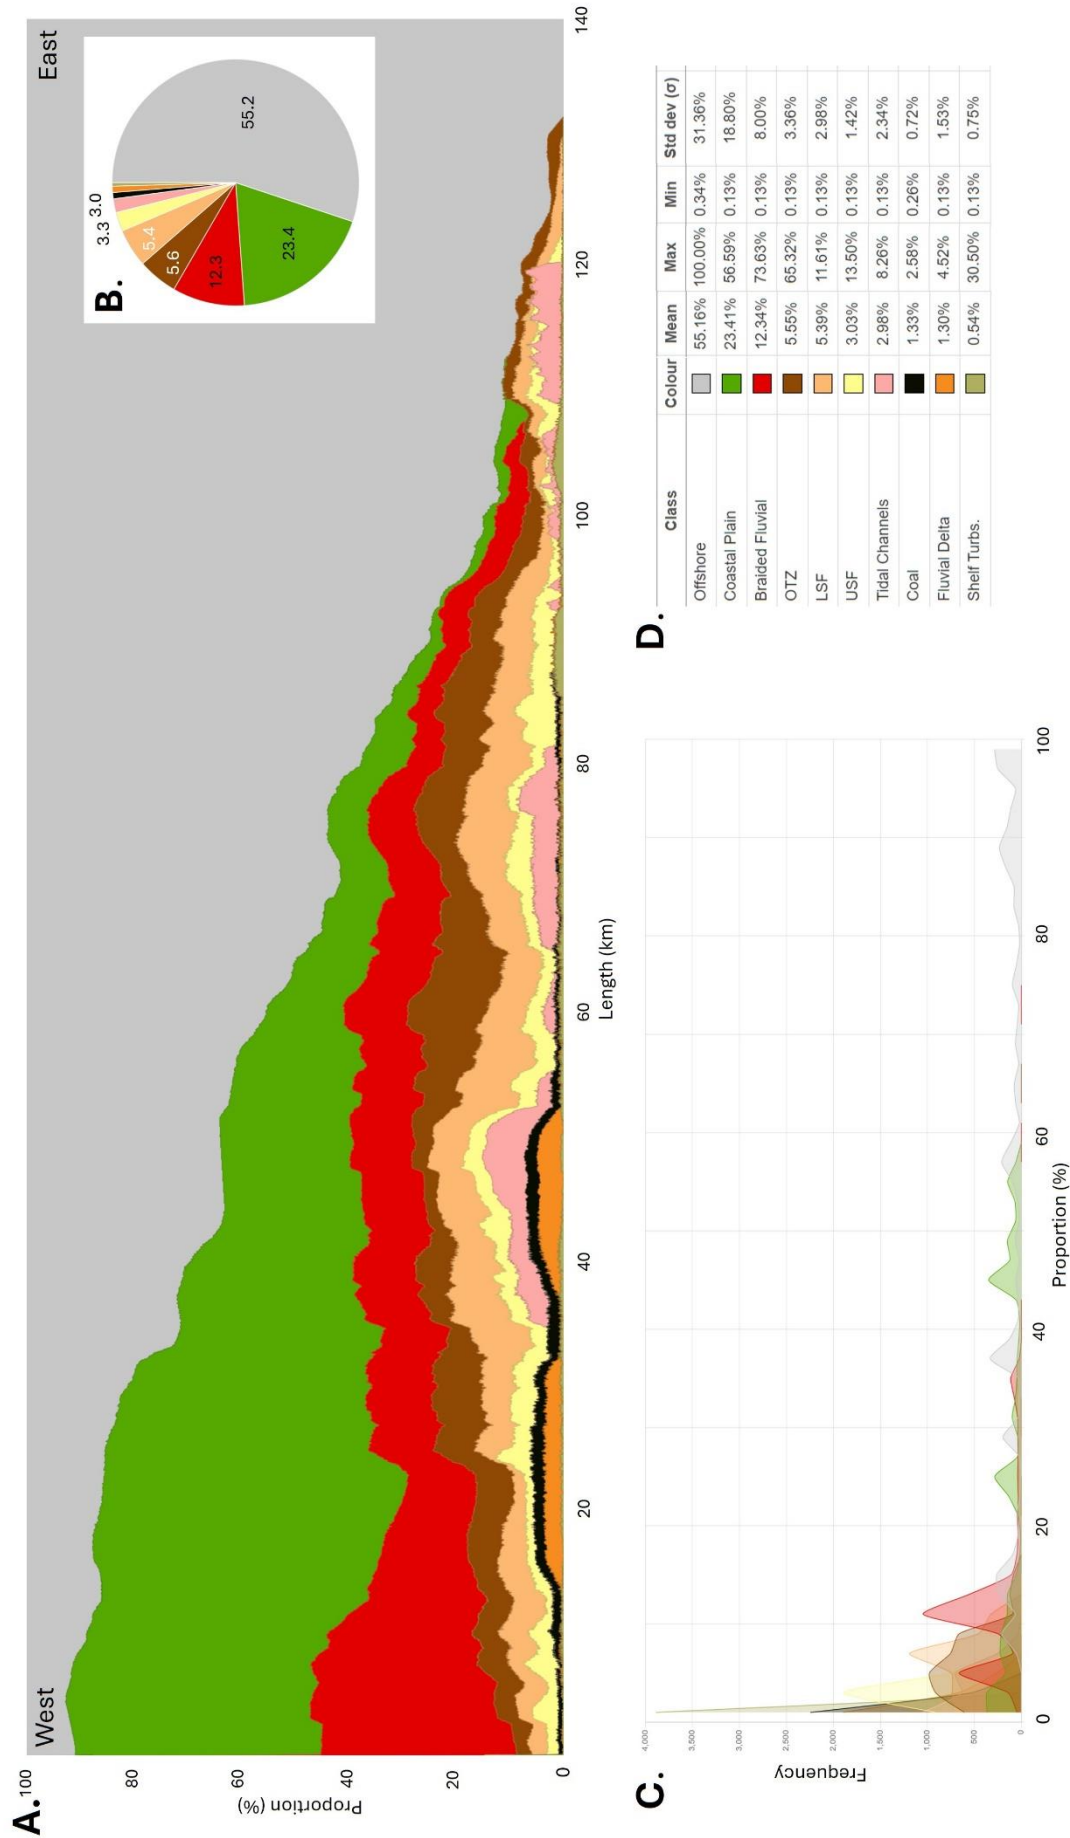 A.
West
East
100
80
60
40
20
0
Proportion (%)
20
40
60
80
100
120
140
Length (km)
B.
55.2
23.4
12.3
5.6
5.4
3.3
3.0
C.
4,000
3,500
3,000
2,500
2,000
1,500
1,000
500
0
Frequency
0
20
40
60
80
100
Proportion (%)
D.
Class Colour Mean Max Min Std dev (σ)
Offshore 55.16% 100.00% 0.34% 31.36%
Coastal Plain 23.41% 56.59% 0.13% 18.80%
Braided Fluvial 12.34% 73.63% 0.13% 8.00%
OTZ 5.55% 65.32% 0.13% 3.36%
LSF 5.39% 11.61% 0.13% 2.98%
USF 3.03% 13.50% 0.13% 1.42%
Tidal Channels 2.98% 8.26% 0.13% 2.34%
Coal 1.33% 2.58% 0.26% 0.72%
Fluvial Delta 1.30% 4.52% 0.13% 1.53%
Shelf Turbs. 0.54% 30.50% 0.13% 0.75%